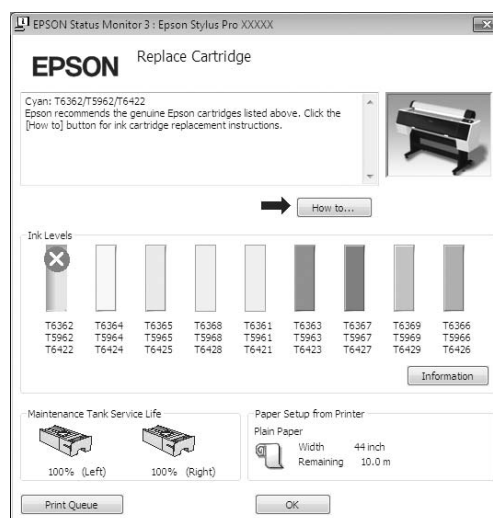 EPSON Status Monitor 3 : Epson Stylus Pro XXXXX
EPSON
Replace Cartridge
Cyan: T6362/T5962/T6422
Epson recommends the genuine Epson cartridges listed above. Click the
[How to] button for ink cartridge replacement instructions.
How to...
Ink Levels
T6362 T6364 T6365 T6368 T6361 T6363 T6367 T6369 T6366
T5962 T5964 T5965 T5968 T5961 T5963 T5967 T5969 T5966
T6422 T6424 T6425 T6428 T6421 T6423 T6427 T6429 T6426
Information
Maintenance Tank Service Life
100% (Left) 100% (Right)
Paper Setup from Printer
Plain Paper
Width 44 inch
Remaining 10.0 m
Print Queue
OK